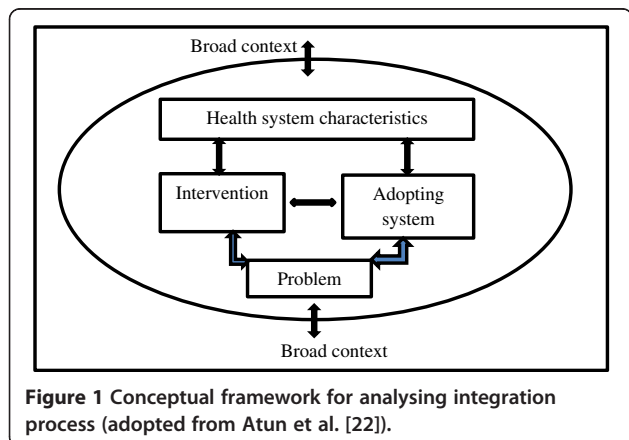 Broad context
Health system characteristics
Intervention
Adopting
system
Problem
Broad context
Figure 1 Conceptual framework for analysing integration
process (adopted from Atun et al. [22]).